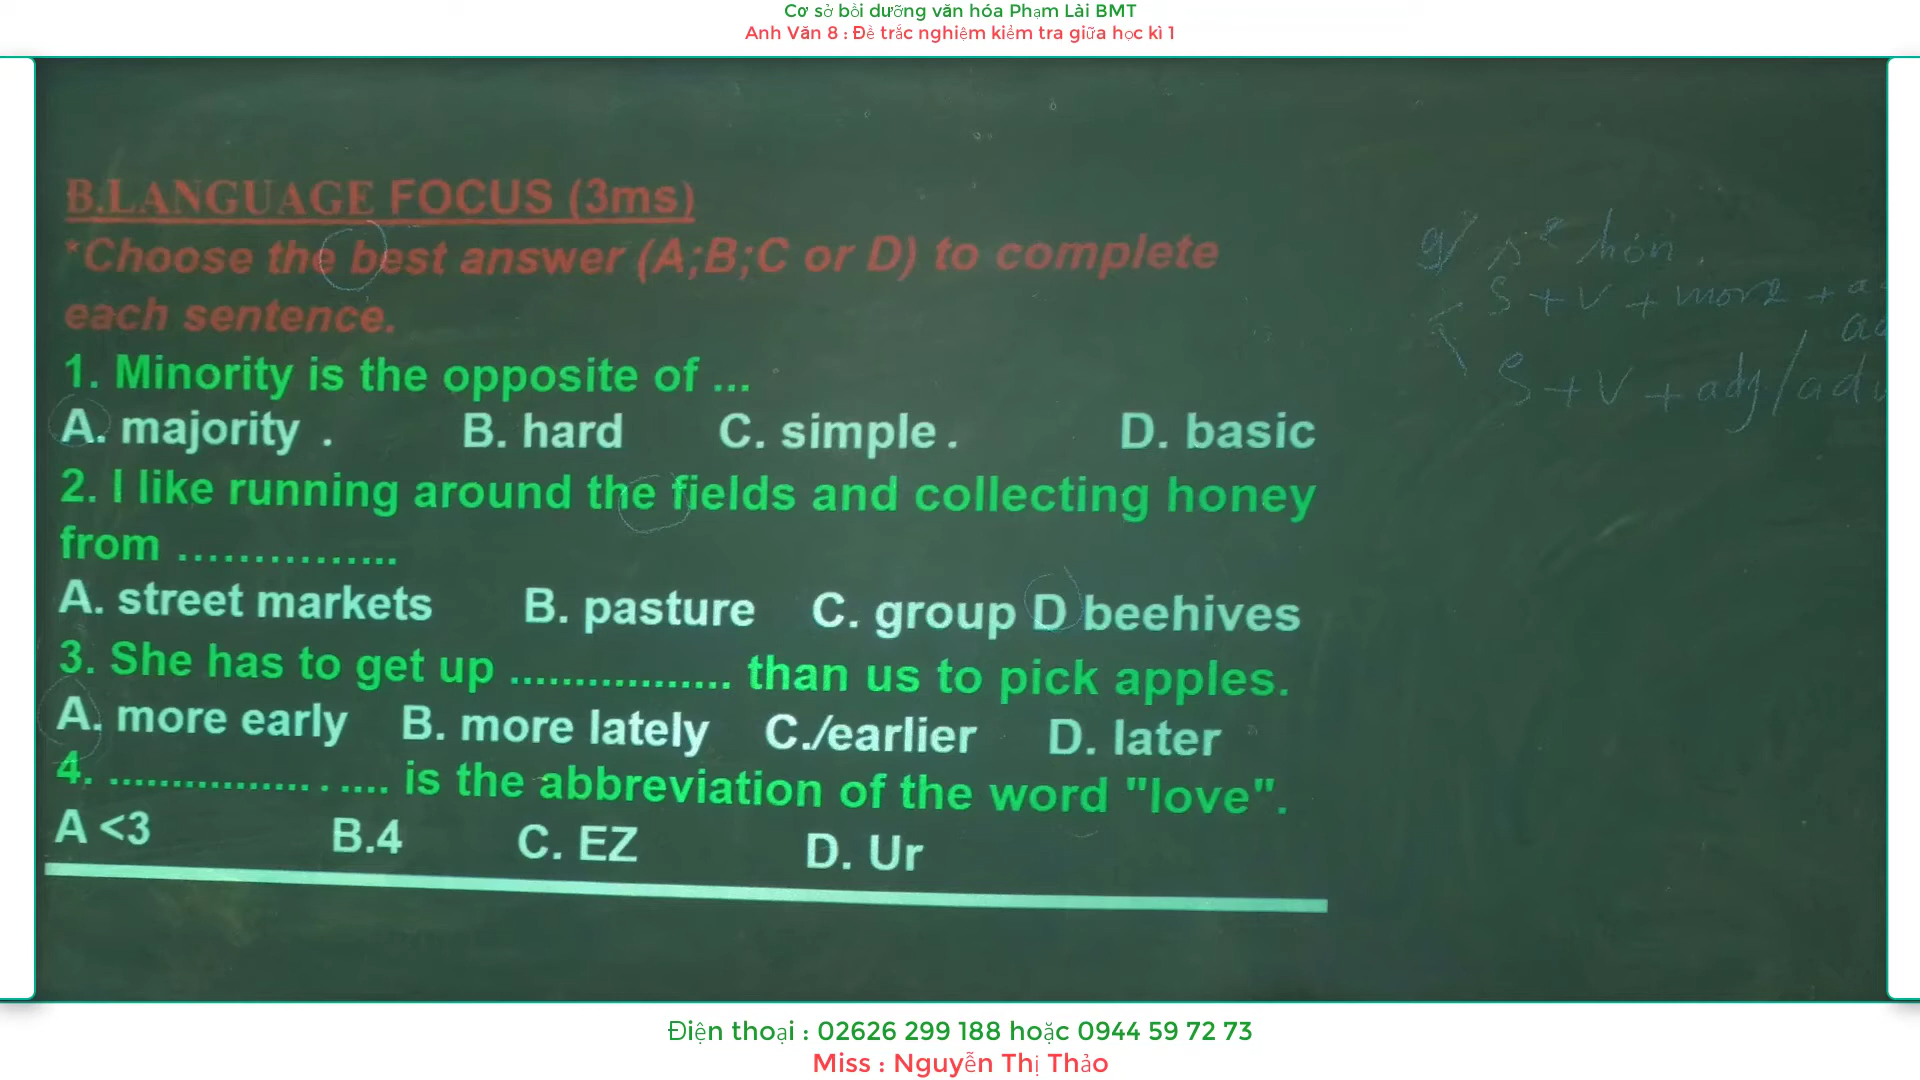 Cơ sở bồi dưỡng văn hóa Phạm Lài BMT
Anh Văn 8 : Đề trắc nghiệm kiểm tra giữa học kì 1
B.LANGUAGE FOCUS (3ms)
*Choose the best answer (A;B;C or D) to complete
each sentence.
1. Minority is the opposite of ...
A. majority . B. hard C. simple . D. basic
2. I like running around the fields and collecting honey
from ...............
A. street markets B. pasture C. group D beehives
3. She has to get up ................. than us to pick apples.
A. more early B. more lately C./earlier D. later
4. ................ . .... is the abbreviation of the word "love".
A <3 B.4 C. EZ D. Ur
hơn
S + V + more + a
S + V + adj / adv
Điện thoại : 02626 299 188 hoặc 0944 59 72 73
Miss : Nguyễn Thị Thảo